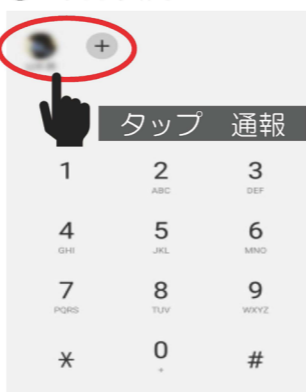 +
タップ 通報
1 2 3
ABC DEF
4 5 6
GHI JKL MNO
7 8 9
PQRS TUV WXYZ
* 0 #
+